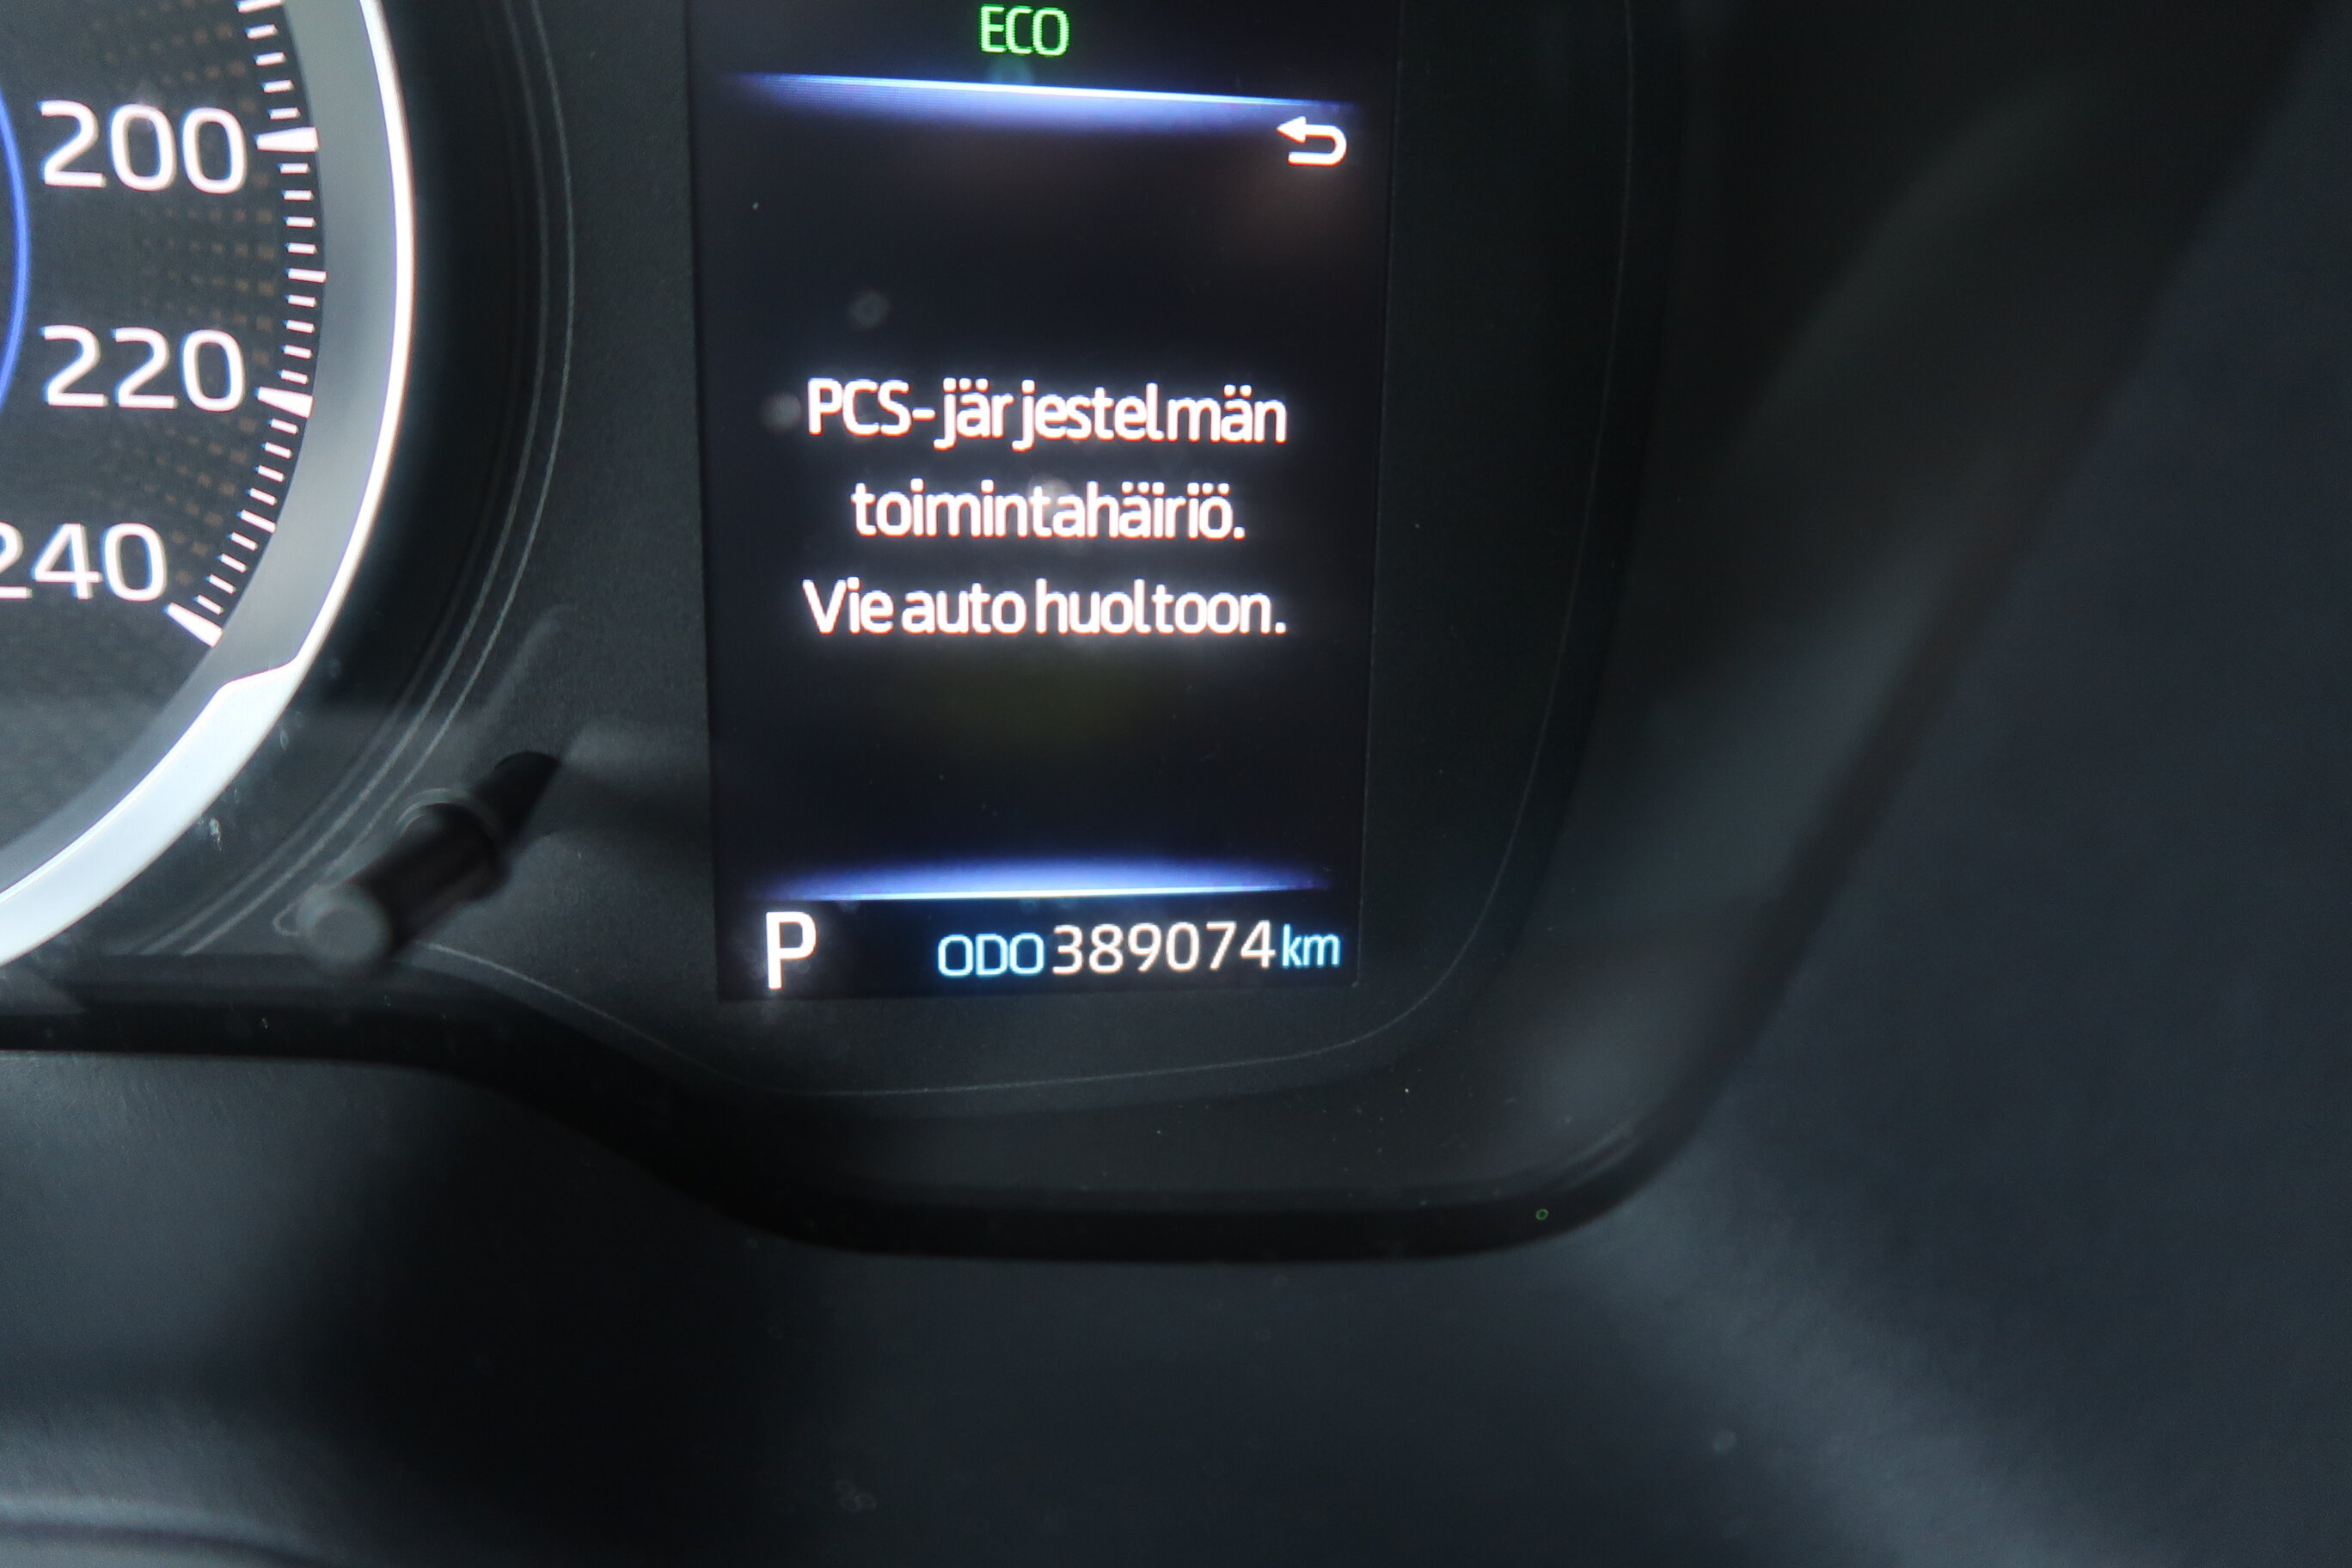 ECO
200
220
240
PCS-järjestelmän
toimintahäiriö.
Vie auto huoltoon.
P ODO 389074 km